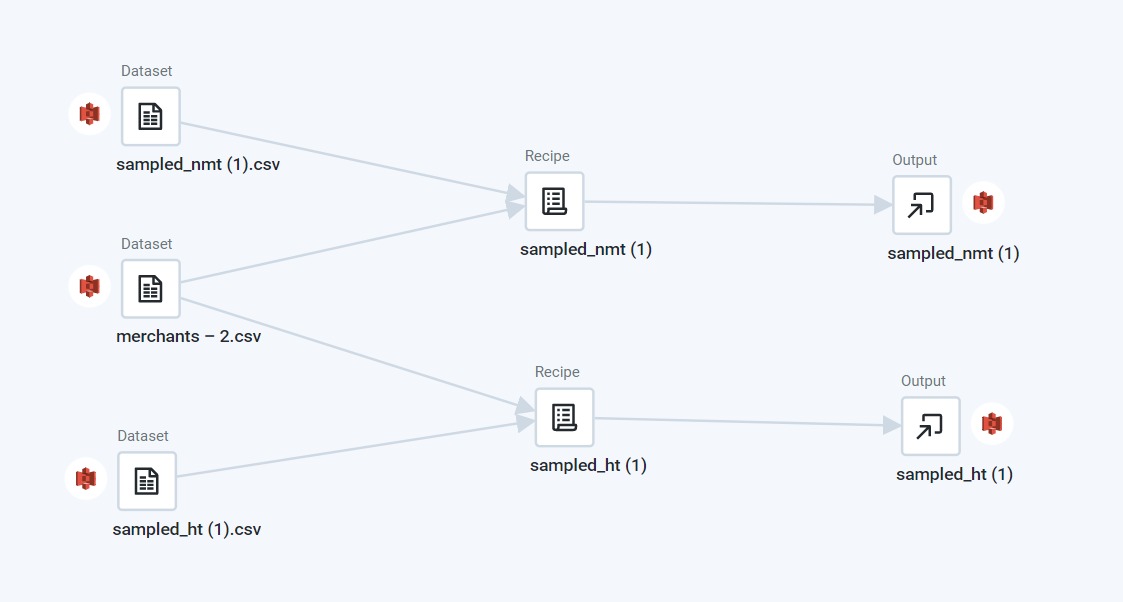 Dataset
sampled_nmt (1).csv
Recipe
sampled_nmt (1)
Output
sampled_nmt (1)
Dataset
merchants – 2.csv
Recipe
sampled_ht (1)
Output
sampled_ht (1)
Dataset
sampled_ht (1).csv